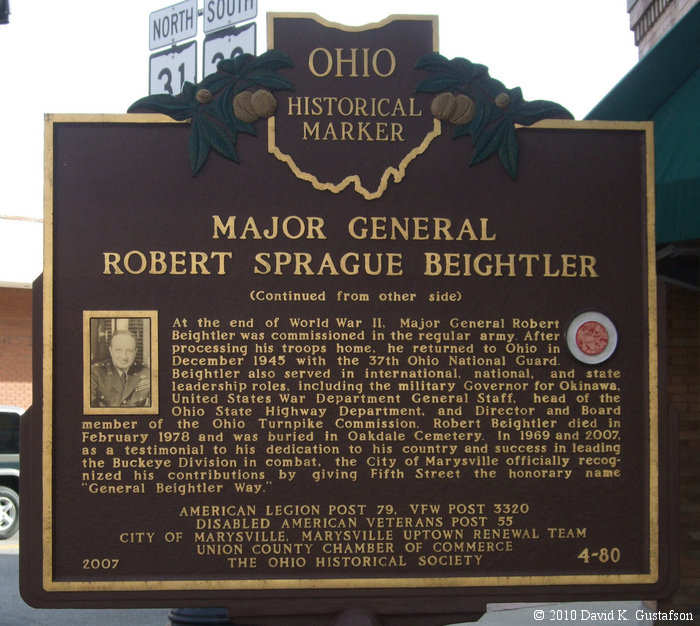 NORTH
SOUTH
31
OHIO
HISTORICAL
MARKER
MAJOR GENERAL
ROBERT SPRAGUE BEIGHTLER
(Continued from other side)
At the end of World War II, Major General Robert
Beightler was commissioned in the regular army. After
processing his troops home, he returned to Ohio in
December 1945 with the 37th Ohio National Guard.
Beightler also served in international, national, and state
leadership roles, including the military Governor for Okinawa,
United States War Department General Staff, head of the
Ohio State Highway Department, and Director and Board
member of the Ohio Turnpike Commission. Robert Beightler died in
February 1978 and was buried in Oakdale Cemetery. In 1969 and 2007,
as a testimonial to his dedication to his country and success in leading
the Buckeye Division in combat, the City of Marysville officially recog-
nized his contributions by giving Fifth Street the honorary name
"General Beightler Way."
AMERICAN LEGION POST 79, VFW POST 3320
DISABLED AMERICAN VETERANS POST 55
CITY OF MARYSVILLE, MARYSVILLE UPTOWN RENEWAL TEAM
UNION COUNTY CHAMBER OF COMMERCE
2007 THE OHIO HISTORICAL SOCIETY 4-80
© 2010 David K. Gustafson